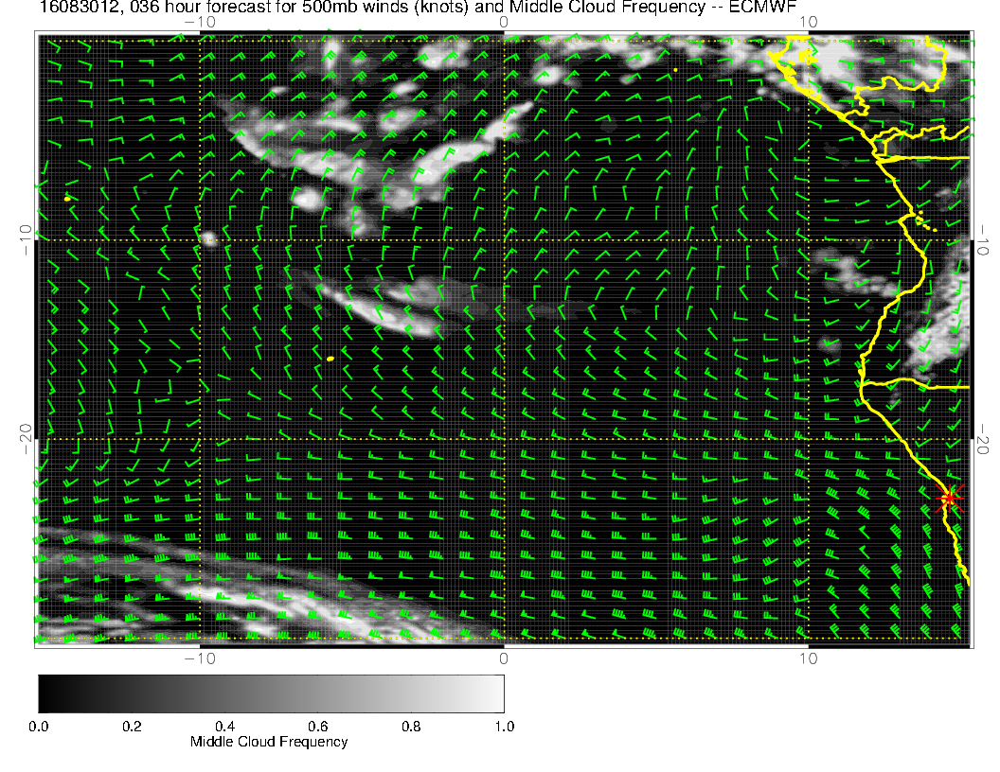 16083012, 036 hour forecast for 500mb winds (knots) and Middle Cloud Frequency -- ECMWF
−10 0 10
−10 −10
−20 −20
−10 0 10
0.0 0.2 0.4 0.6 0.8 1.0
Middle Cloud Frequency